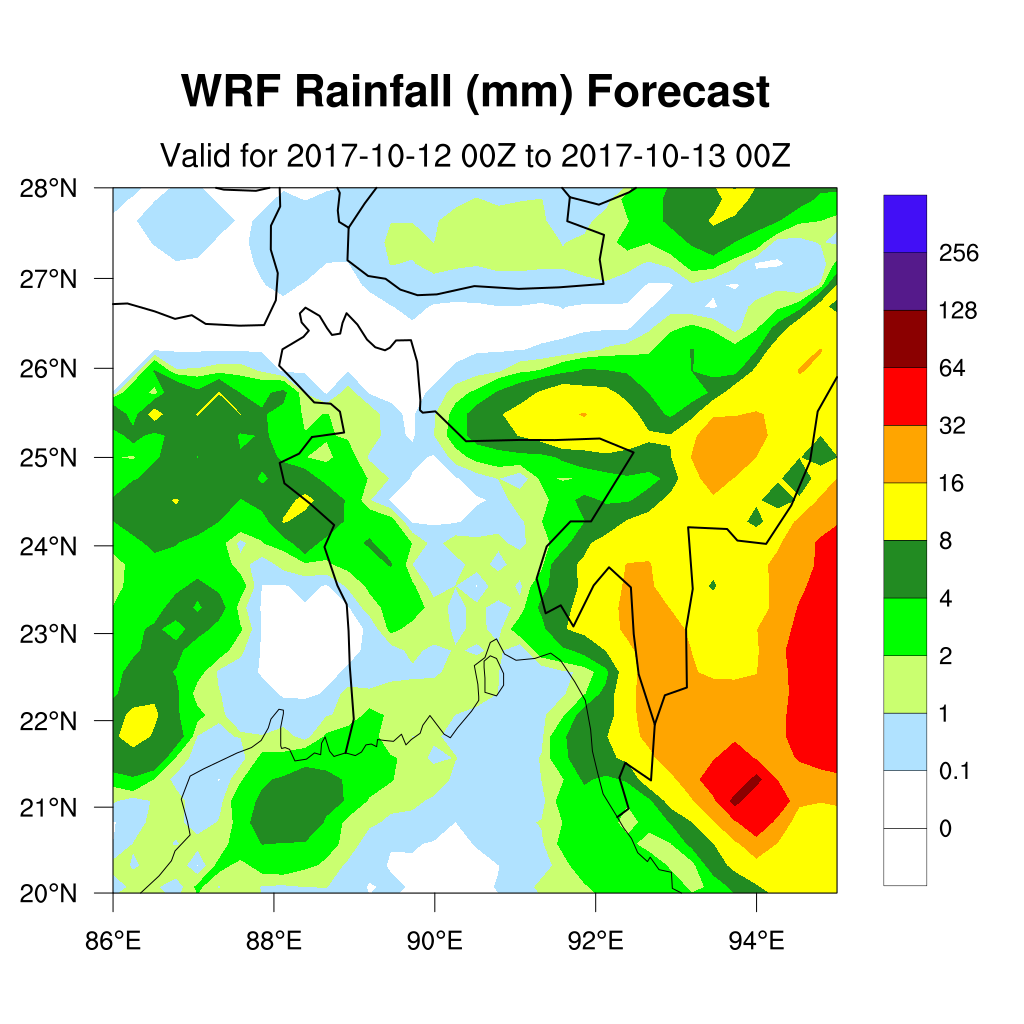 WRF Rainfall (mm) Forecast
Valid for 2017-10-12 00Z to 2017-10-13 00Z
28°N
27°N
26°N
25°N
24°N
23°N
22°N
21°N
20°N
86°E
88°E
90°E
92°E
94°E
256
128
64
32
16
8
4
2
1
0.1
0